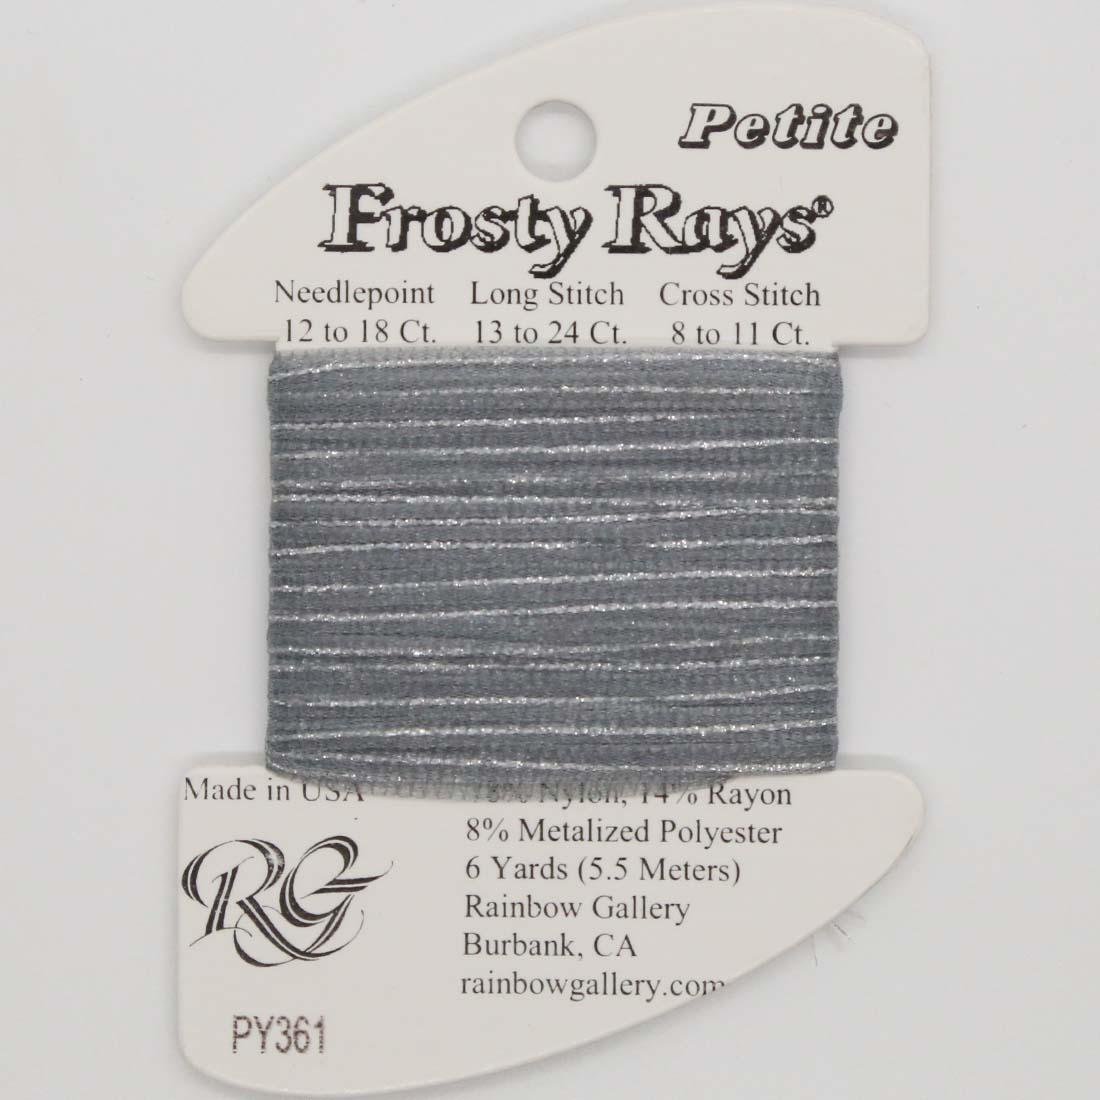 Petite
Frosty Rays®
Needlepoint Long Stitch Cross Stitch
12 to 18 Ct. 13 to 24 Ct. 8 to 11 Ct.
Made in USA
Nylon, 14% Rayon
8% Metalized Polyester
6 Yards (5.5 Meters)
RG
Rainbow Gallery
Burbank, CA
rainbowgallery.com
PY361